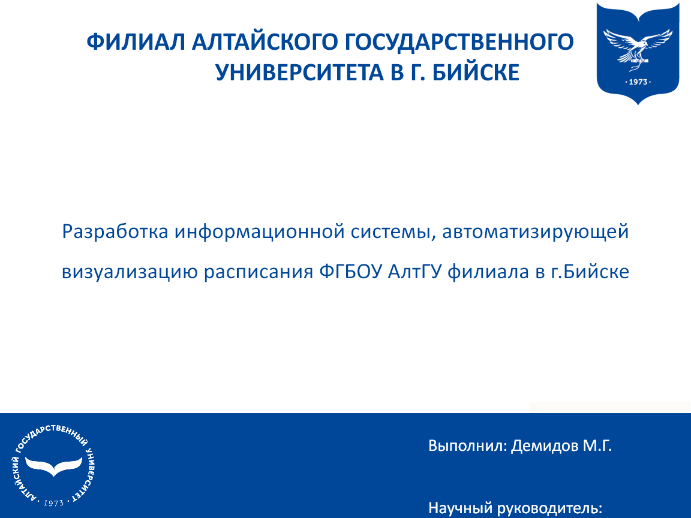 ФИЛИАЛ АЛТАЙСКОГО ГОСУДАРСТВЕННОГО
УНИВЕРСИТЕТА В Г. БИЙСКЕ
· 1973 ·
Разработка информационной системы, автоматизирующей
визуализацию расписания ФГБОУ АлтГУ филиала в г.Бийске
АЛТАЙСКИЙ ГОСУДАРСТВЕННЫЙ УНИВЕРСИТЕТ · 1973 ·
Выполнил: Демидов М.Г.
Научный руководитель: